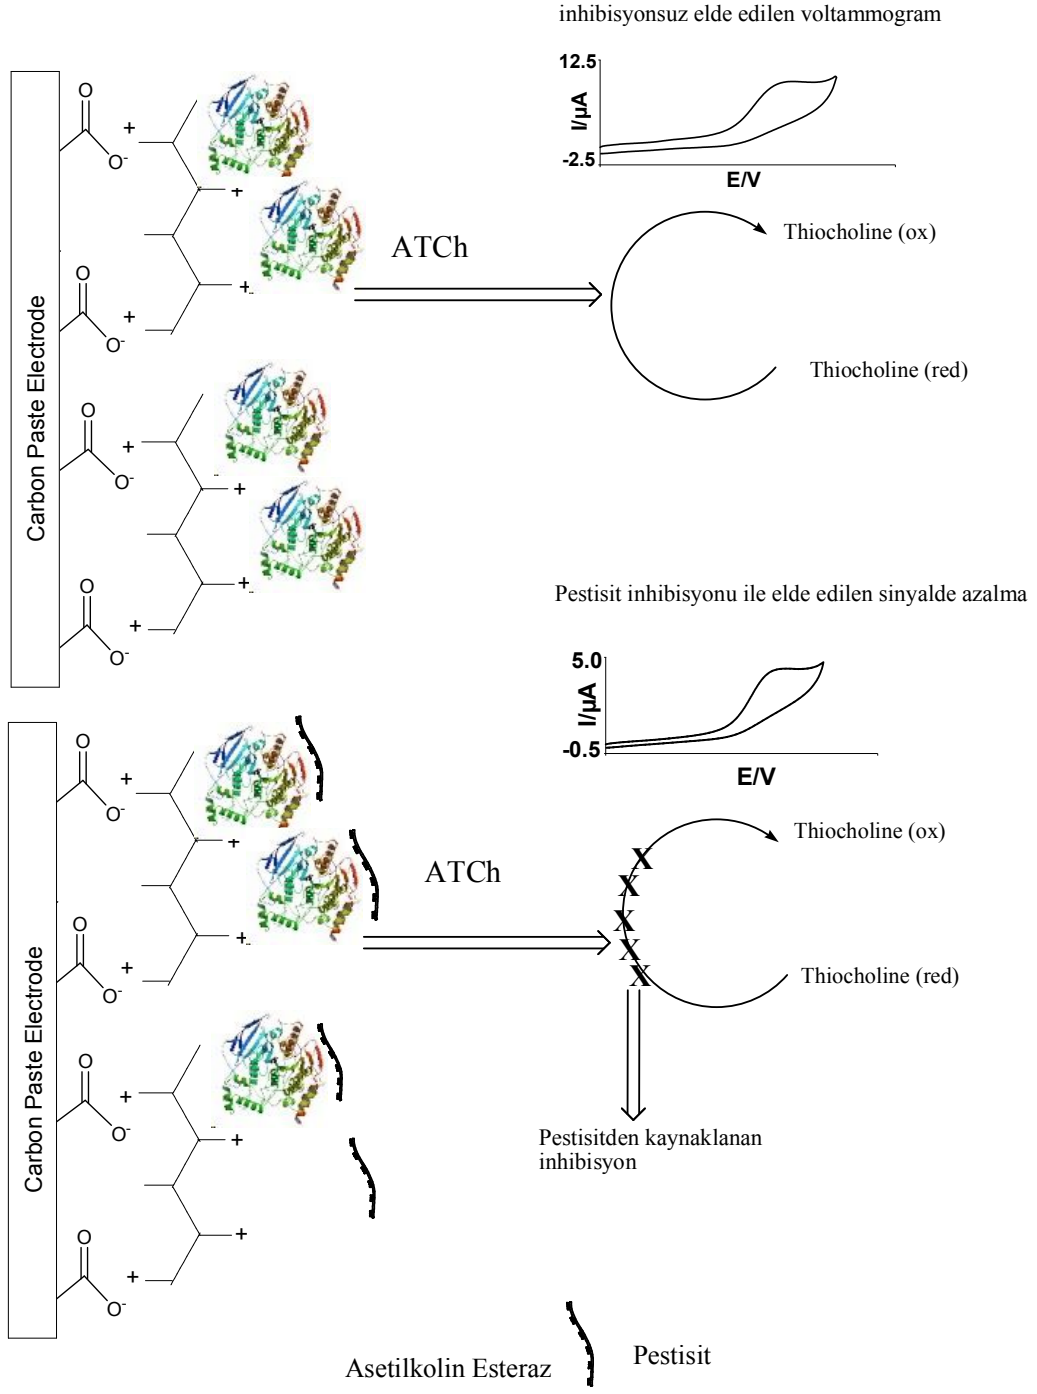 inhibisyonsuz elde edilen voltammogram
12.5
I/µA
-2.5
E/V
O
+
O-
+
ATCh
Thiocholine (ox)
O
+
+
O-
Thiocholine (red)
Carbon Paste Electrode
O
+
O-
+
O
+
+
O-
Pestisit inhibisyonu ile elde edilen sinyalde azalma
5.0
I/µA
-0.5
E/V
O
+
O-
+
ATCh
Thiocholine (ox)
X
X
X
X
X
O
+
+
O-
Thiocholine (red)
Carbon Paste Electrode
O
+
O-
+
Pestisitden kaynaklanan
inhibisyon
O
+
+
O-
Asetilkolin Esteraz
Pestisit